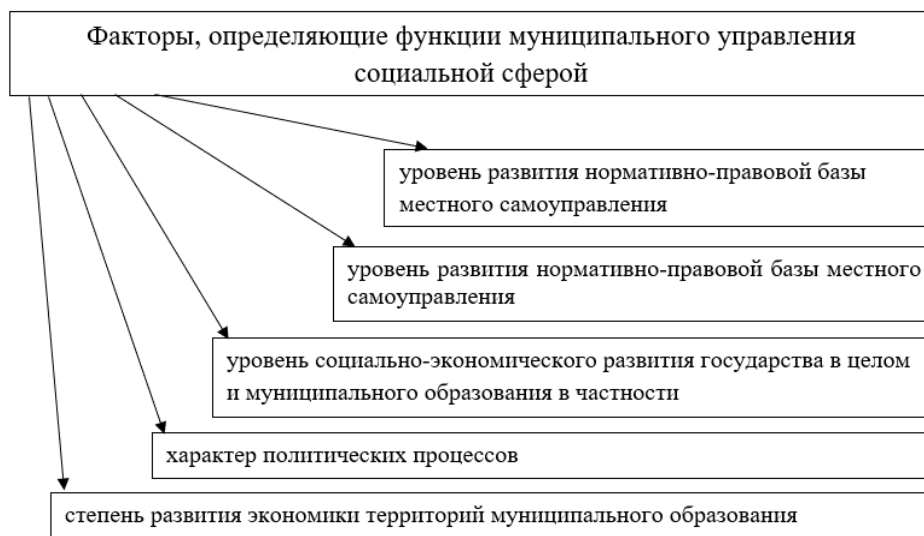 Факторы, определяющие функции муниципального управления
социальной сферой
уровень развития нормативно-правовой базы
местного самоуправления
уровень развития нормативно-правовой базы местного
самоуправления
уровень социально-экономического развития государства в целом
и муниципального образования в частности
характер политических процессов
степень развития экономики территорий муниципального образования